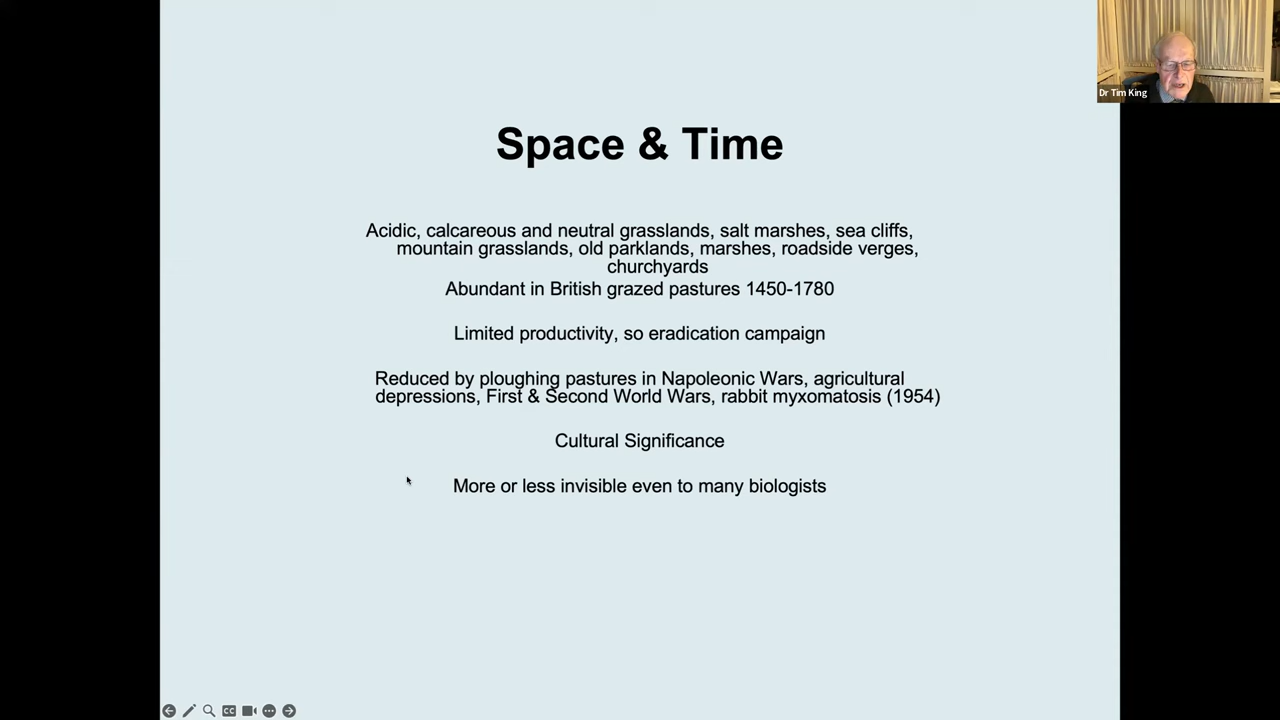 Dr Tim King
Space & Time
Acidic, calcareous and neutral grasslands, salt marshes, sea cliffs,
mountain grasslands, old parklands, marshes, roadside verges,
churchyards
Abundant in British grazed pastures 1450-1780
Limited productivity, so eradication campaign
Reduced by ploughing pastures in Napoleonic Wars, agricultural
depressions, First & Second World Wars, rabbit myxomatosis (1954)
Cultural Significance
More or less invisible even to many biologists
CC